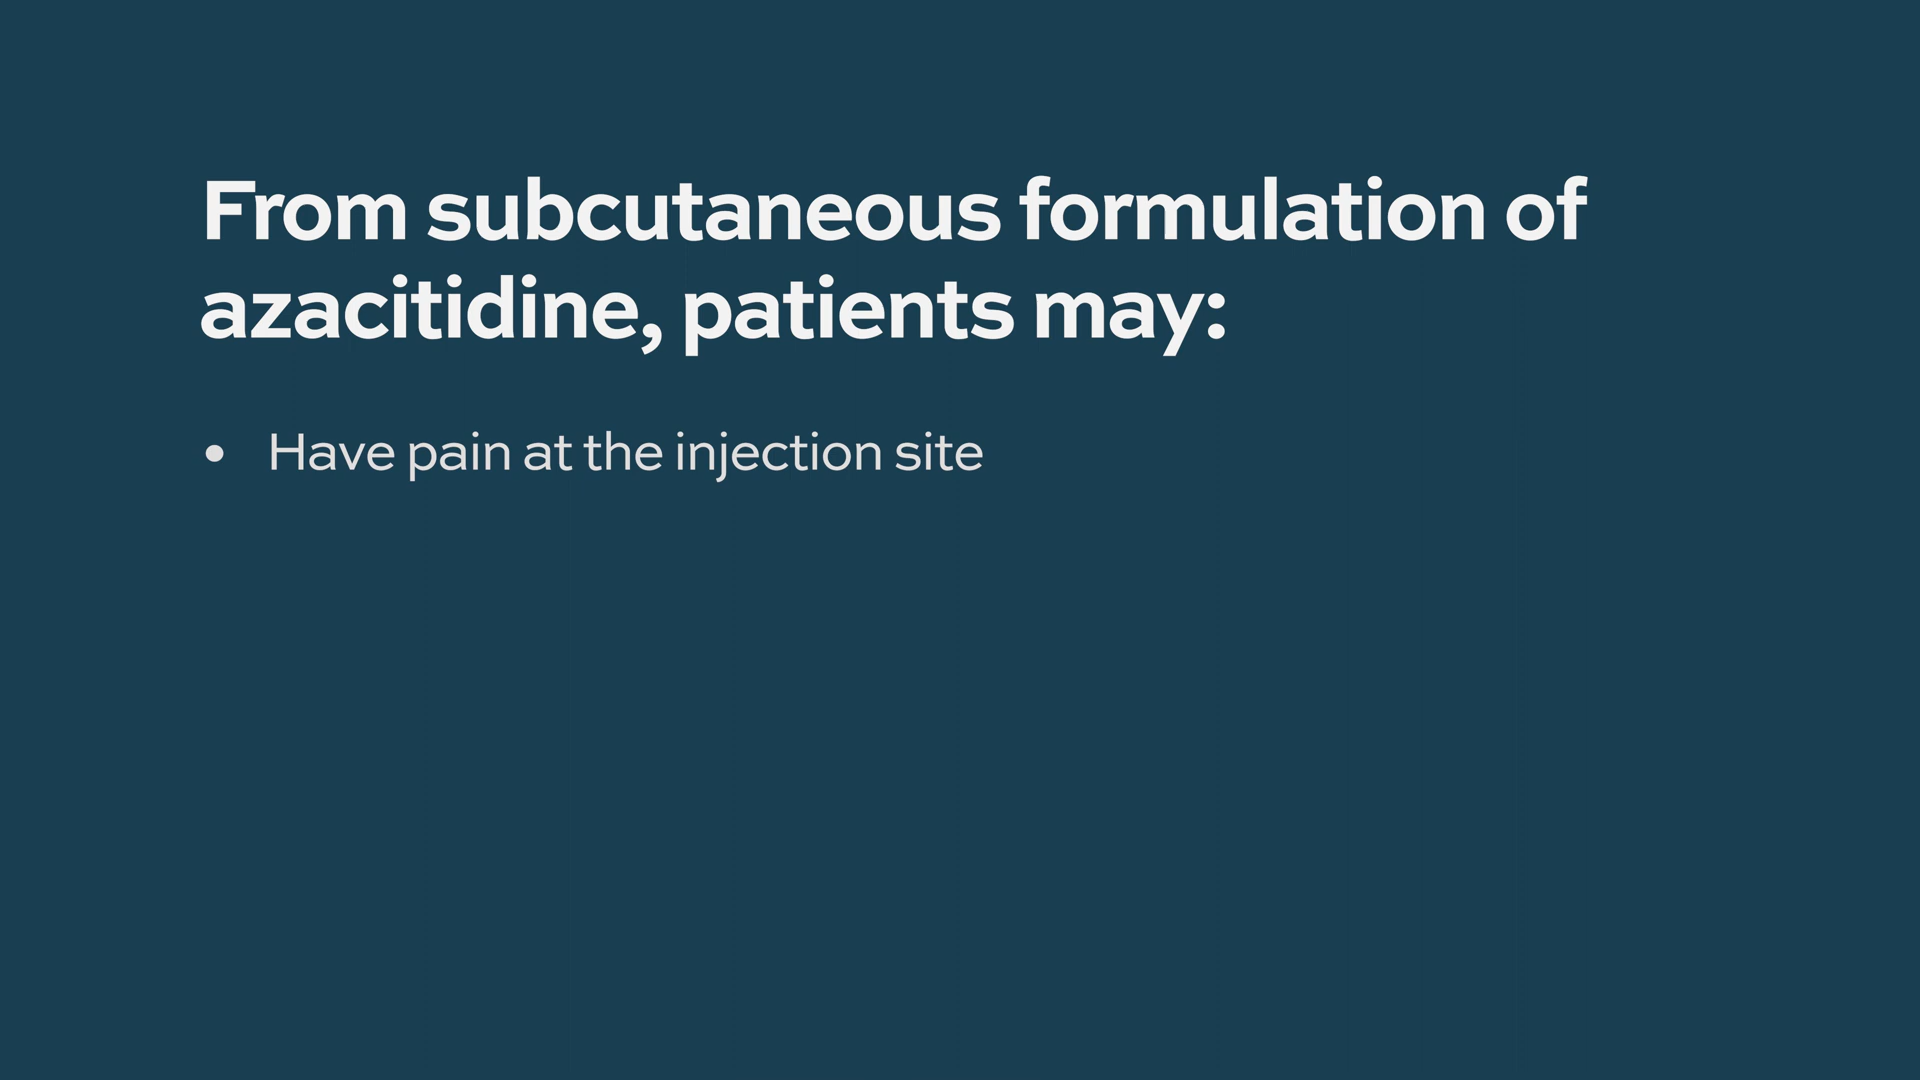 From subcutaneous formulation of
azacitidine, patients may:
• Have pain at the injection site